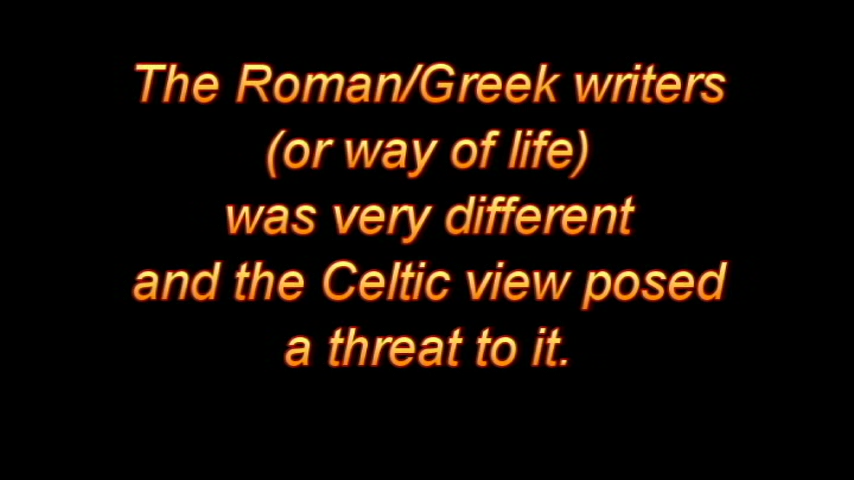 The Roman/Greek writers
(or way of life)
was very different
and the Celtic view posed
a threat to it.